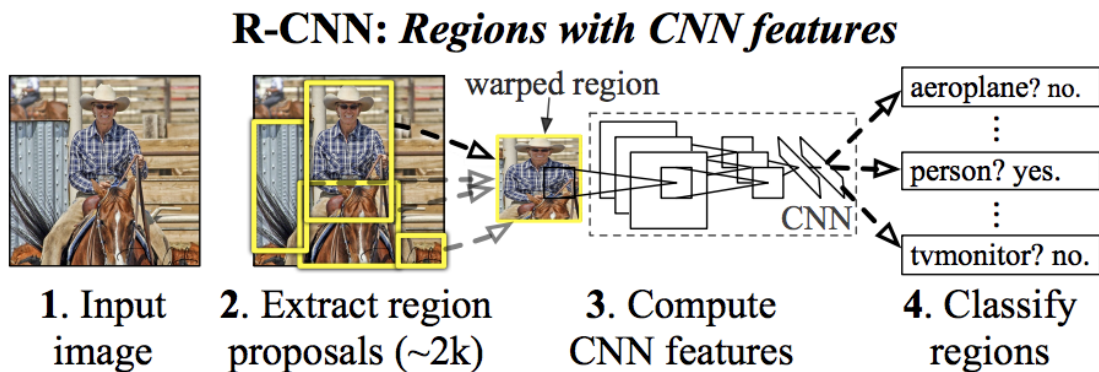 R-CNN: Regions with CNN features
warped region
aeroplane? no.
⋮
person? yes.
⋮
tvmonitor? no.
CNN
1. Input
image
2. Extract region
proposals (~2k)
3. Compute
CNN features
4. Classify
regions